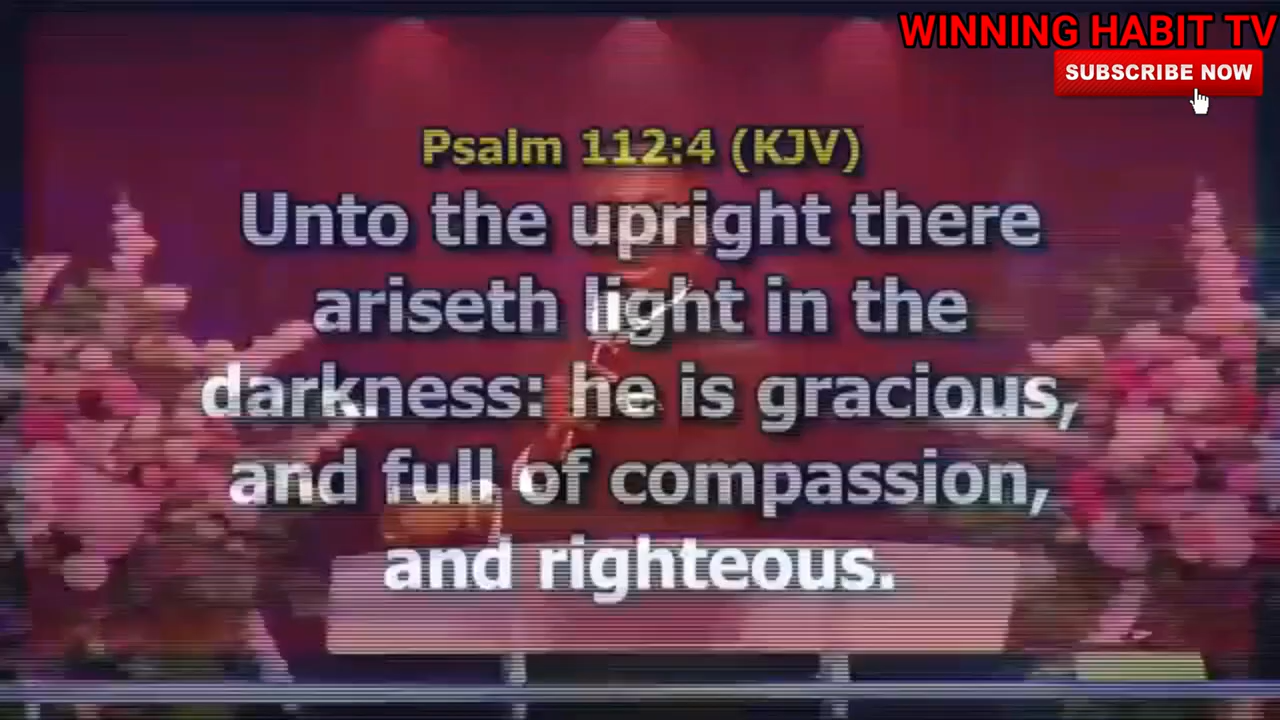 WINNING HABIT TV
SUBSCRIBE NOW
Psalm 112:4 (KJV)
Unto the upright there
ariseth light in the
darkness: he is gracious,
and full of compassion,
and righteous.